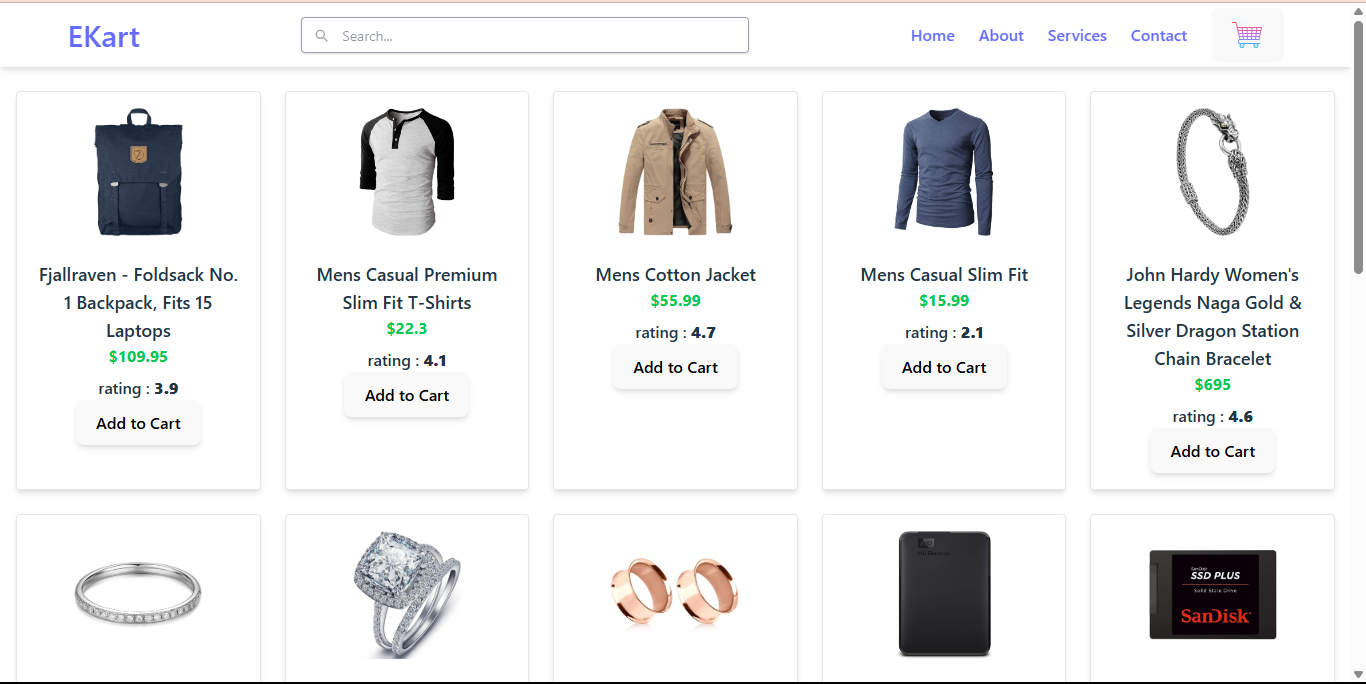 EKart
Search...
Home
About
Services
Contact
Fjallraven - Foldsack No.
1 Backpack, Fits 15
Laptops
$109.95
rating : 3.9
Add to Cart
Mens Casual Premium
Slim Fit T-Shirts
$22.3
rating : 4.1
Add to Cart
Mens Cotton Jacket
$55.99
rating : 4.7
Add to Cart
Mens Casual Slim Fit
$15.99
rating : 2.1
Add to Cart
John Hardy Women's
Legends Naga Gold &
Silver Dragon Station
Chain Bracelet
$695
rating : 4.6
Add to Cart
SanDisk
SSD PLUS
Solid State Drive
SanDisk